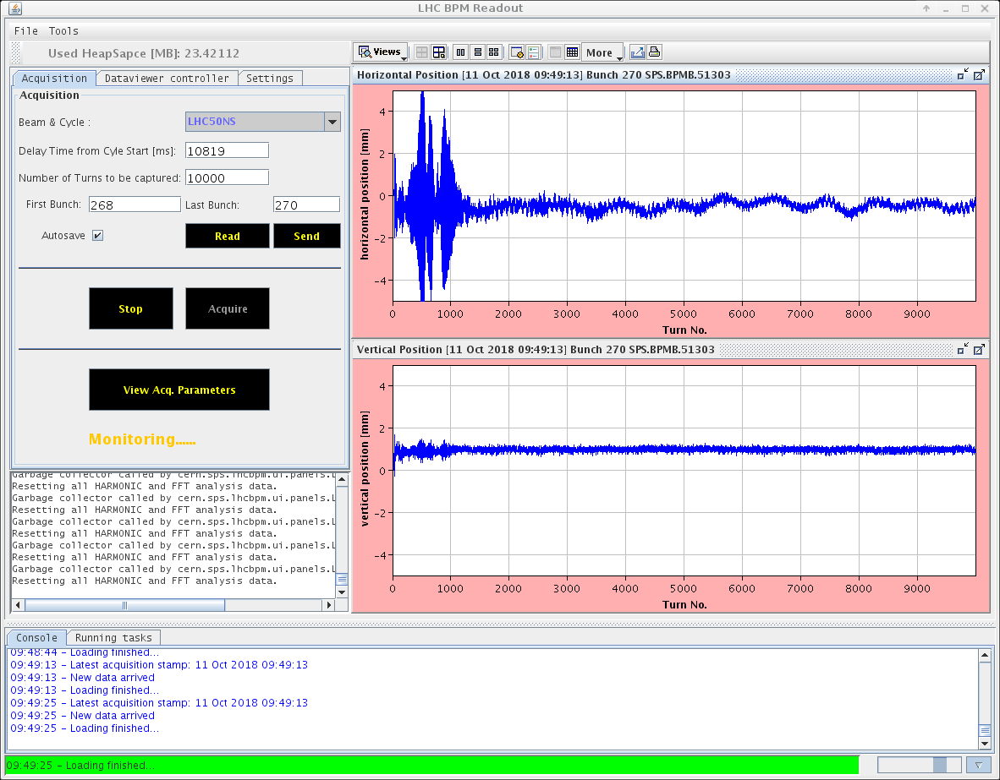 LHC BPM Readout
File Tools
Used HeapSapce [MB]: 23.42112
Views
More
Acquisition Dataviewer controller Settings
Acquisition
Beam & Cycle : LHC50NS
Delay Time from Cyle Start [ms]: 10819
Number of Turns to be captured: 10000
First Bunch: 268 Last Bunch: 270
Autosave Read Send
Stop Acquire
View Acq. Parameters
Monitoring......
Garbage collector called by cern.sps.lhcbpm.ui.panels.L
Resetting all HARMONIC and FFT analysis data.
Garbage collector called by cern.sps.lhcbpm.ui.panels.L
Resetting all HARMONIC and FFT analysis data.
Garbage collector called by cern.sps.lhcbpm.ui.panels.L
Resetting all HARMONIC and FFT analysis data.
Garbage collector called by cern.sps.lhcbpm.ui.panels.L
Resetting all HARMONIC and FFT analysis data.
Garbage collector called by cern.sps.lhcbpm.ui.panels.L
Resetting all HARMONIC and FFT analysis data.
Horizontal Position [11 Oct 2018 09:49:13] Bunch 270 SPS.BPMB.51303
horizontal position [mm]
4
2
0
-2
-4
0 1000 2000 3000 4000 5000 6000 7000 8000 9000
Turn No.
Vertical Position [11 Oct 2018 09:49:13] Bunch 270 SPS.BPMB.51303
vertical position [mm]
4
2
0
-2
-4
0 1000 2000 3000 4000 5000 6000 7000 8000 9000
Turn No.
Console Running tasks
09:48:44 – Loading finished...
09:49:13 – Latest acquisition stamp: 11 Oct 2018 09:49:13
09:49:13 – New data arrived
09:49:13 – Loading finished...
09:49:25 – Latest acquisition stamp: 11 Oct 2018 09:49:13
09:49:25 – New data arrived
09:49:25 – Loading finished...
09:49:25 – Loading finished...